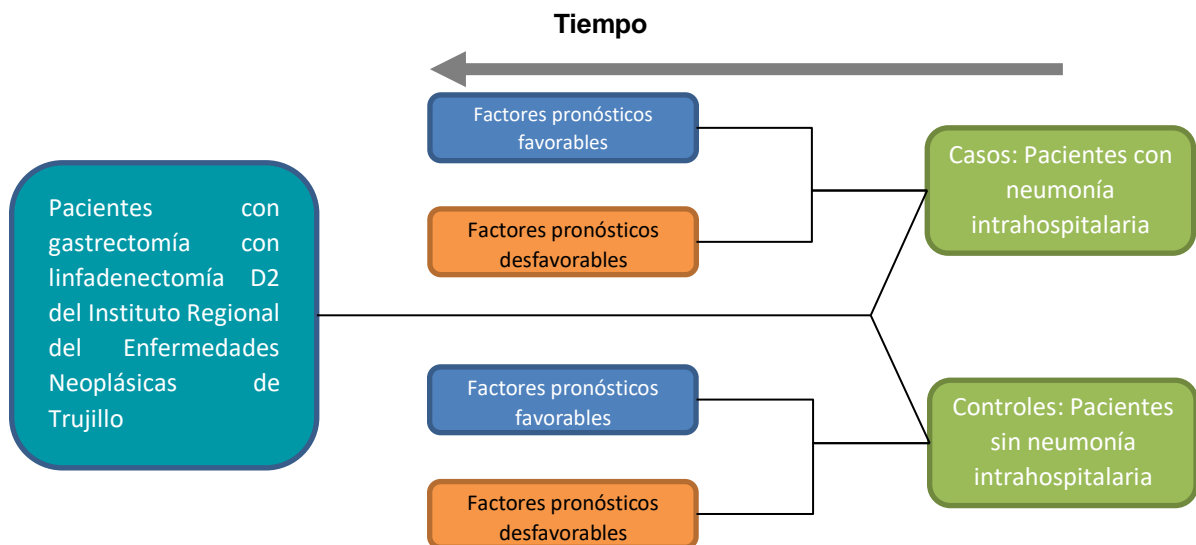 Tiempo
Factores pronósticos
favorables
Factores pronósticos
desfavorables
Casos: Pacientes con
neumonía
intrahospitalaria
Pacientes con
gastrectomía con
linfadenectomía D2
del Instituto Regional
del Enfermedades
Neoplásicas de
Trujillo
Factores pronósticos
favorables
Factores pronósticos
desfavorables
Controles: Pacientes
sin neumonía
intrahospitalaria